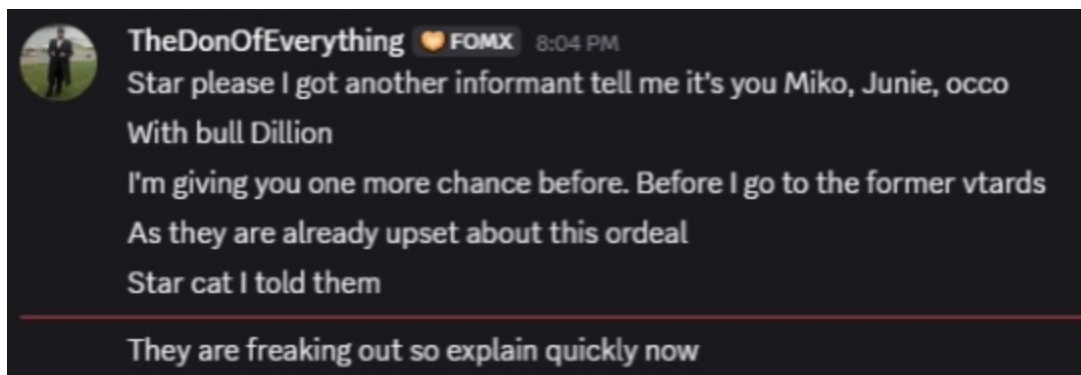 TheDonOfEverything FOMX 8:04 PM
Star please I got another informant tell me it's you Miko, Junie, occo
With bull Dillion
I'm giving you one more chance before. Before I go to the former vtards
As they are already upset about this ordeal
Star cat I told them
They are freaking out so explain quickly now